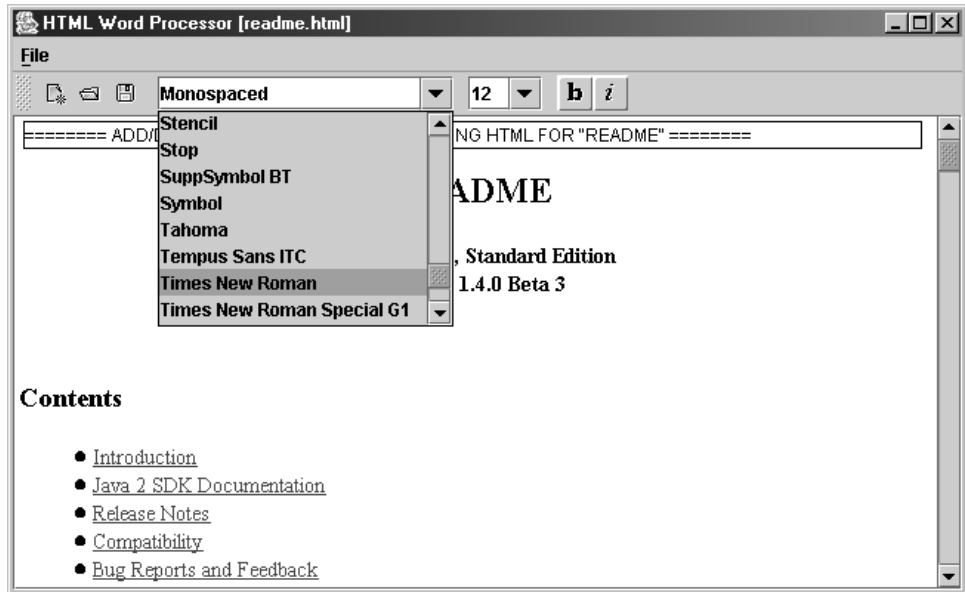 HTML Word Processor [readme.html]
File
Monospaced 12 b i
Stencil
Stop
SuppSymbol BT
Symbol
Tahoma
Tempus Sans ITC
Times New Roman
Times New Roman Special G1
======== ADD/ NG HTML FOR "README" ========
ADME
, Standard Edition
1.4.0 Beta 3
Contents
Introduction
Java 2 SDK Documentation
Release Notes
Compatibility
Bug Reports and Feedback